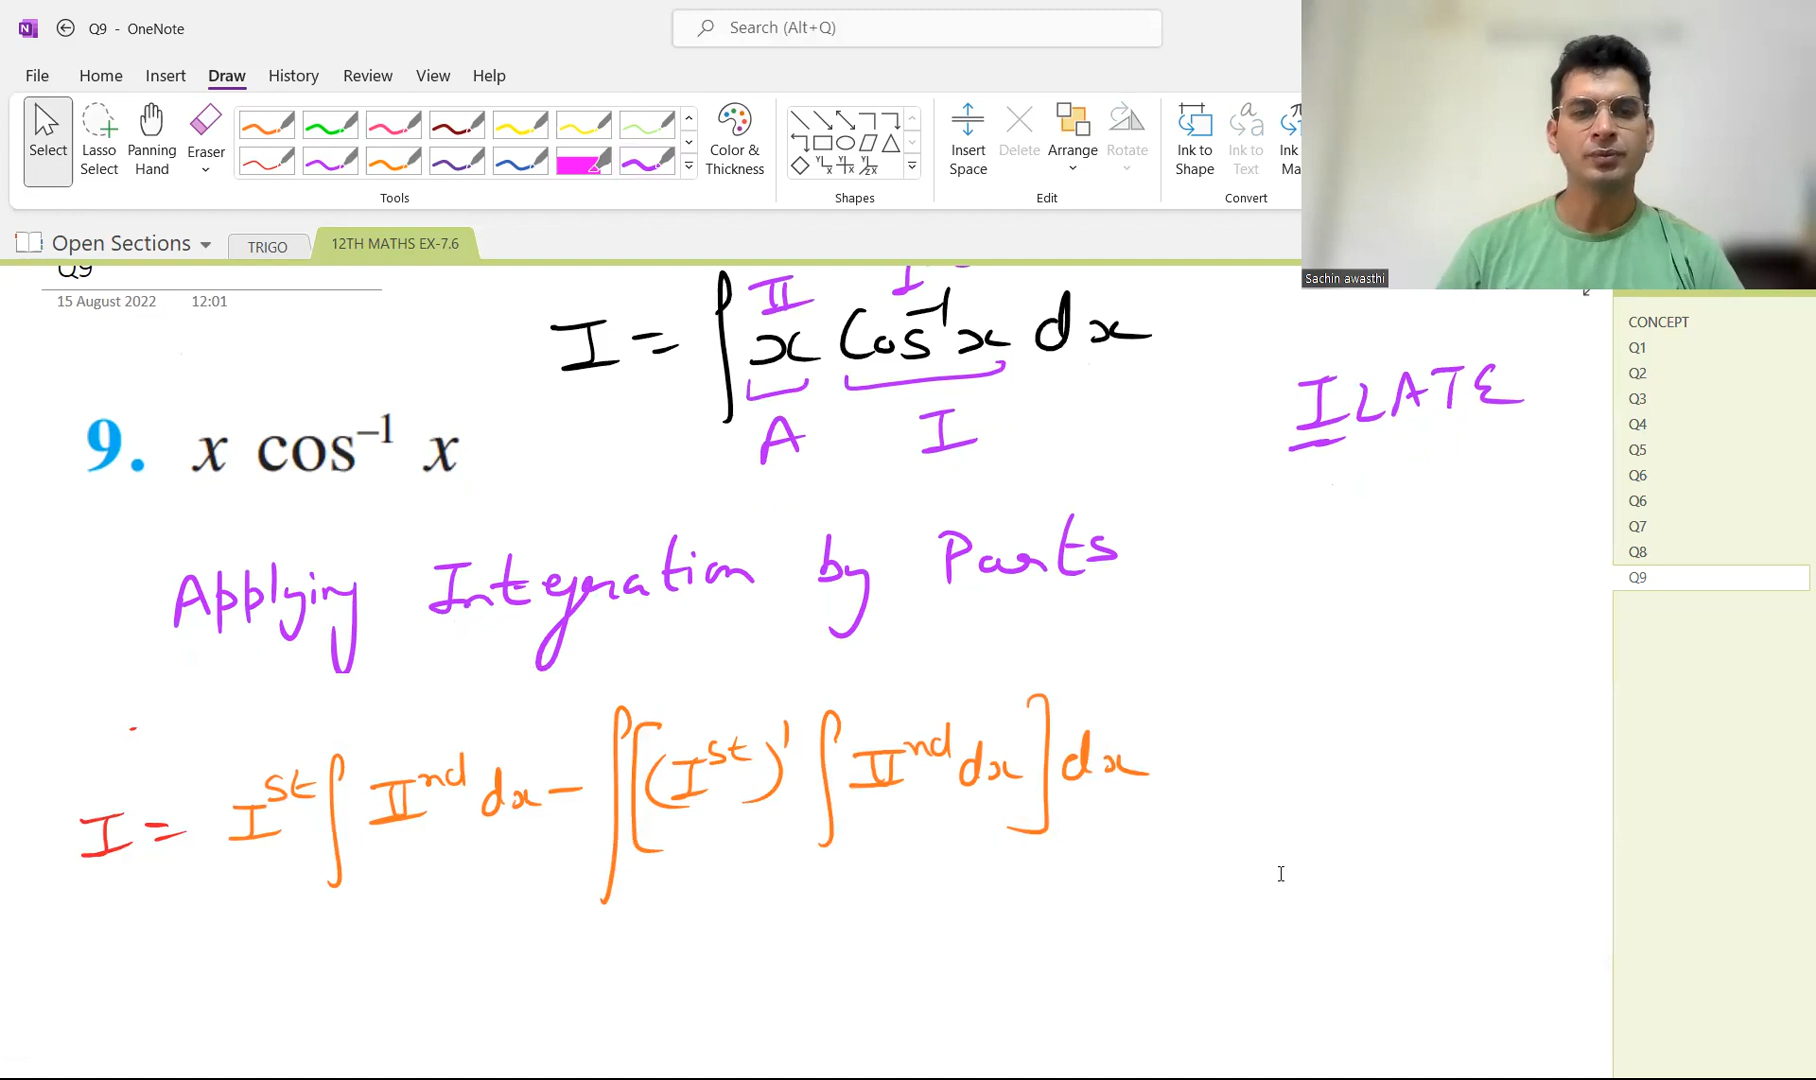 Q9 - OneNote
Search (Alt+Q)
File Home Insert Draw History Review View Help
Select
Lasso Select
Panning Hand
Eraser
Color & Thickness
Insert Space
Delete
Arrange
Rotate
Ink to Shape
Ink to Text
Ink Ma
Tools Shapes Edit Convert
Sachin awasthi
Open Sections TRIGO 12TH MATHS EX-7.6
Q9
15 August 2022 12:01
II I
I = ∫ x Cos⁻¹x dx
A I
ILATE
9. x cos⁻¹ x
Applying Integration by Parts
I = Iˢᵗ ∫ IIⁿᵈ dx - ∫ [(Iˢᵗ)' ∫ IIⁿᵈ dx] dx
CONCEPT
Q1
Q2
Q3
Q4
Q5
Q6
Q6
Q7
Q8
Q9